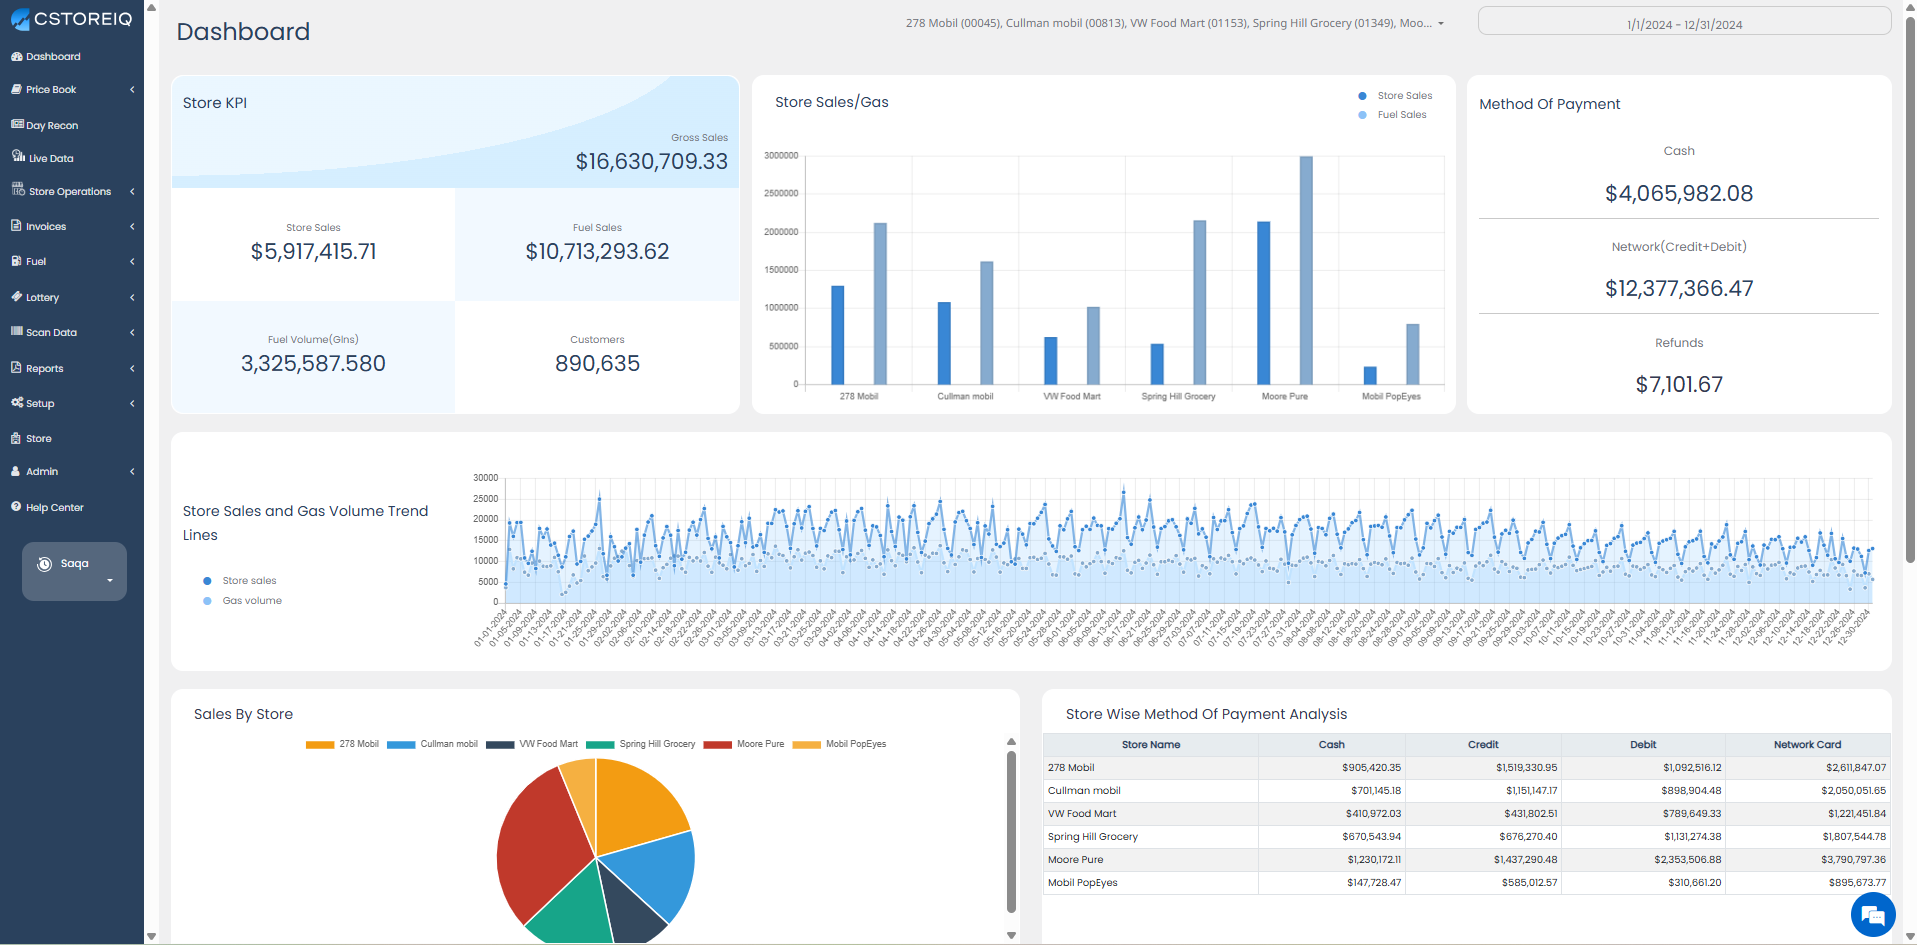 CSTOREIQ
Dashboard
Price Book
Day Recon
Live Data
Store Operations
Invoices
Fuel
Lottery
Scan Data
Reports
Setup
Store
Admin
Help Center
Saqa
Dashboard
278 Mobil (00045), Cullman mobil (00813), VW Food Mart (01153), Spring Hill Grocery (01349), Moo...
1/1/2024 - 12/31/2024
Store KPI
Gross Sales
$16,630,709.33
Store Sales
$5,917,415.71
Fuel Sales
$10,713,293.62
Fuel Volume(Glns)
3,325,587.580
Customers
890,635
Store Sales/Gas
Store Sales
Fuel Sales
3000000
2500000
2000000
1500000
1000000
500000
0
278 Mobil Cullman mobil VW Food Mart Spring Hill Grocery Moore Pure Mobil PopEyes
Method Of Payment
Cash
$4,065,982.08
Network(Credit+Debit)
$12,377,366.47
Refunds
$7,101.67
Store Sales and Gas Volume Trend
Lines
Store sales
Gas volume
30000
25000
20000
15000
10000
5000
0
01-01-2024 01-05-2024 01-09-2024 01-13-2024 01-17-2024 01-21-2024 01-25-2024 01-29-2024 02-02-2024 02-06-2024 02-10-2024 02-14-2024 02-18-2024 02-22-2024 02-26-2024 03-01-2024 03-05-2024 03-09-2024 03-13-2024 03-17-2024 03-21-2024 03-25-2024 03-29-2024 04-02-2024 04-06-2024 04-10-2024 04-14-2024 04-18-2024 04-22-2024 04-26-2024 04-30-2024 05-04-2024 05-08-2024 05-12-2024 05-16-2024 05-20-2024 05-24-2024 05-28-2024 06-01-2024 06-05-2024 06-09-2024 06-13-2024 06-17-2024 06-21-2024 06-25-2024 06-29-2024 07-03-2024 07-07-2024 07-11-2024 07-15-2024 07-19-2024 07-23-2024 07-27-2024 07-31-2024 08-04-2024 08-08-2024 08-12-2024 08-16-2024 08-20-2024 08-24-2024 08-28-2024 09-01-2024 09-05-2024 09-09-2024 09-13-2024 09-17-2024 09-21-2024 09-25-2024 09-29-2024 10-03-2024 10-07-2024 10-11-2024 10-15-2024 10-19-2024 10-23-2024 10-27-2024 10-31-2024 11-04-2024 11-08-2024 11-12-2024 11-16-2024 11-20-2024 11-24-2024 11-28-2024 12-02-2024 12-06-2024 12-10-2024 12-14-2024 12-18-2024 12-22-2024 12-26-2024 12-30-2024
Sales By Store
278 Mobil Cullman mobil VW Food Mart Spring Hill Grocery Moore Pure Mobil PopEyes
Store Wise Method Of Payment Analysis
Store Name Cash Credit Debit Network Card
278 Mobil $905,420.35 $1,519,330.95 $1,092,516.12 $2,611,847.07
Cullman mobil $701,145.18 $1,151,147.17 $898,904.48 $2,050,051.65
VW Food Mart $410,972.03 $431,802.51 $789,649.33 $1,221,451.84
Spring Hill Grocery $670,543.94 $676,270.40 $1,131,274.38 $1,807,544.78
Moore Pure $1,230,172.11 $1,437,290.48 $2,353,506.88 $3,790,797.36
Mobil PopEyes $147,728.47 $585,012.57 $310,661.20 $895,673.77